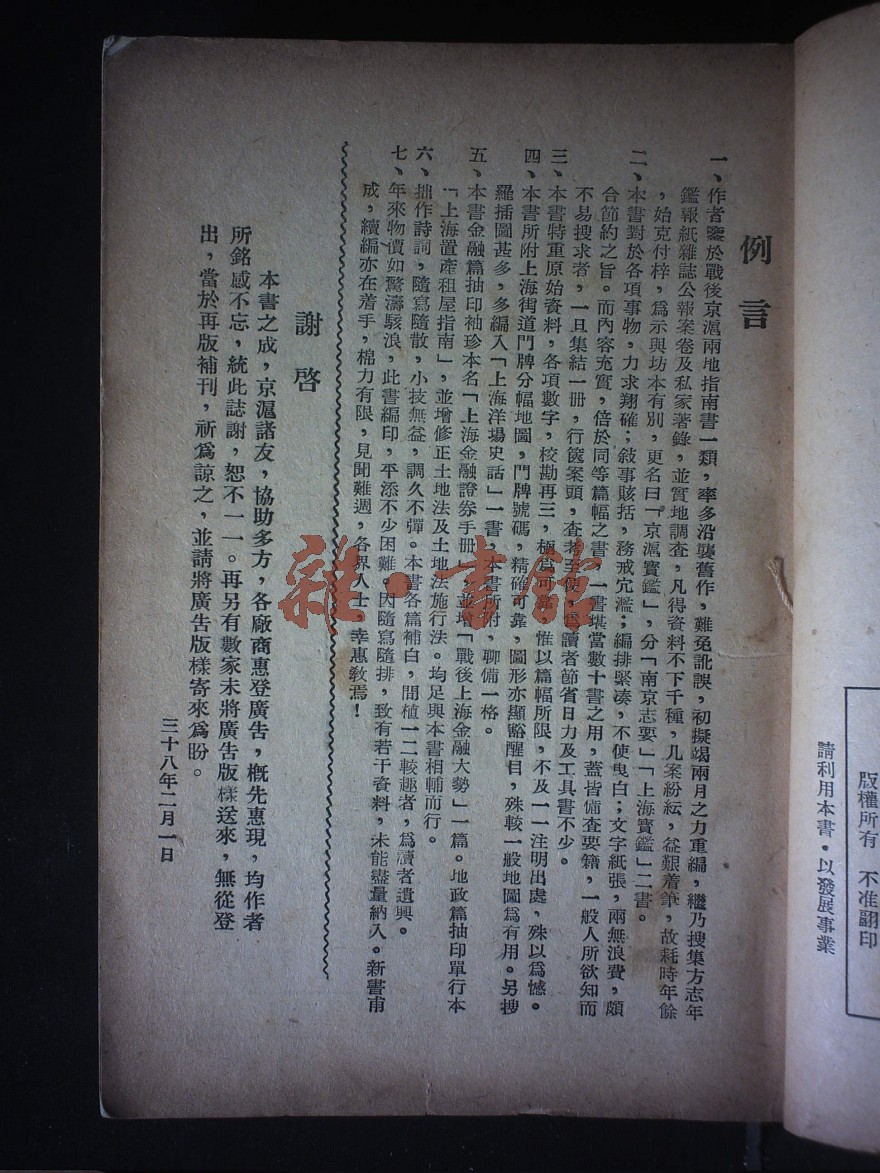 版權所有　不准翻印
請利用本書・以發展事業
例言
一、作者鑒於戰後京滬兩地指南書一類，率多沿襲舊作，難免訛誤，初擬竭兩月之力重編，繼乃搜集方志年
鑑報紙雜誌公報案卷及私家著錄，並實地調查，凡得資料不下千種，几案紛紜，益艱着筆，故耗時年餘
，始克付梓，爲示與坊本有別，更名曰「京滬寶鑑」，分「南京志要」「上海寶鑑」二書。
二、本書對於各項事物，力求翔確；敍事賅括，務戒冗濫；編排緊湊，不使曳白；文字紙張，兩無浪費，頗
合節約之旨。而內容充實，倍於同等篇幅之書，一書堪當數十書之用，蓋皆備查要籍，一般人所欲知而
不易搜求者，一旦集結一冊，行篋案頭，查考至便，爲讀者節省日力及工具書不少。
三、本書特重原始資料，各項數字，校勘再三，極爲可靠，惟以篇幅所限，不及一一注明出處，殊以爲憾。
四、本書所附上海街道門牌分幅地圖，門牌號碼，精確可靠，圖形亦顯豁醒目，殊較一般地圖爲有用。另搜
羅插圖甚多，多編入「上海洋場史話」一書，本書所附，聊備一格。
五、本書金融篇抽印袖珍本名「上海金融證券手冊」，並增「戰後上海金融大勢」一篇。地政篇抽印單行本
「上海置產租屋指南」，並增修正土地法及土地法施行法。均足與本書相輔而行。
六、拙作詩詞，隨寫隨散，小技無益，調久不彈。本書各篇補白，間植一二較趣者，爲讀者遺興。
七、年來物價如驚濤駭浪，此書編印，平添不少困難。因隨寫隨排，致有若干資料，未能盡量納入。新書甫
成，續編亦在着手，棉力有限，見聞難週，各界人士，幸惠教焉！
謝啓
本書之成，京滬諸友，協助多方，各廠商惠登廣告，概先惠現，均作者
所銘感不忘，統此誌謝，恕不一一。再另有數家未將廣告版樣送來，無從登
出，當於再版補刊，祈爲諒之，並請將廣告版樣寄來爲盼。
三十八年二月一日
雜・書館